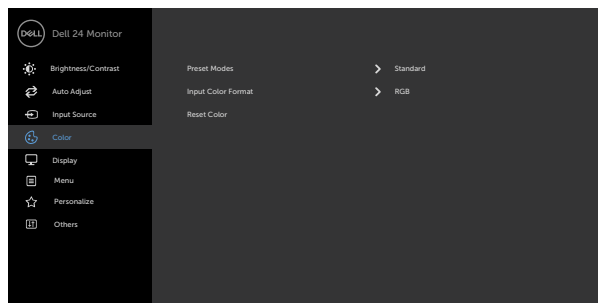 DELL Dell 24 Monitor
Brightness/Contrast
Auto Adjust
Input Source
Color
Display
Menu
Personalize
Others
Preset Modes Standard
Input Color Format RGB
Reset Color